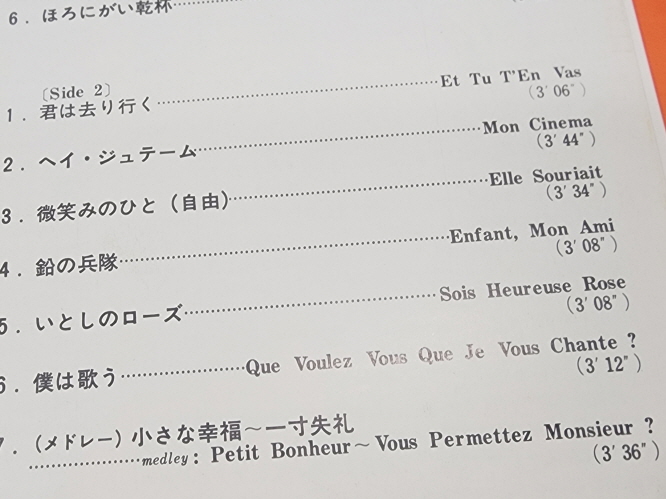 6. ほろにがい乾杯……
〔Side 2〕
1. 君は去り行く……Et Tu T'En Vas
(3′06″)
2. ヘイ・ジュテーム……Mon Cinema
(3′44″)
3. 微笑みのひと（自由）……Elle Souriait
(3′34″)
4. 鉛の兵隊……Enfant, Mon Ami
(3′08″)
5. いとしのローズ……Sois Heureuse Rose
(3′08″)
6. 僕は歌う……Que Voulez Vous Que Je Vous Chante ?
(3′12″)
7. （メドレー）小さな幸福～一寸失礼
……medley: Petit Bonheur～Vous Permettez Monsieur ?
(3′36″)